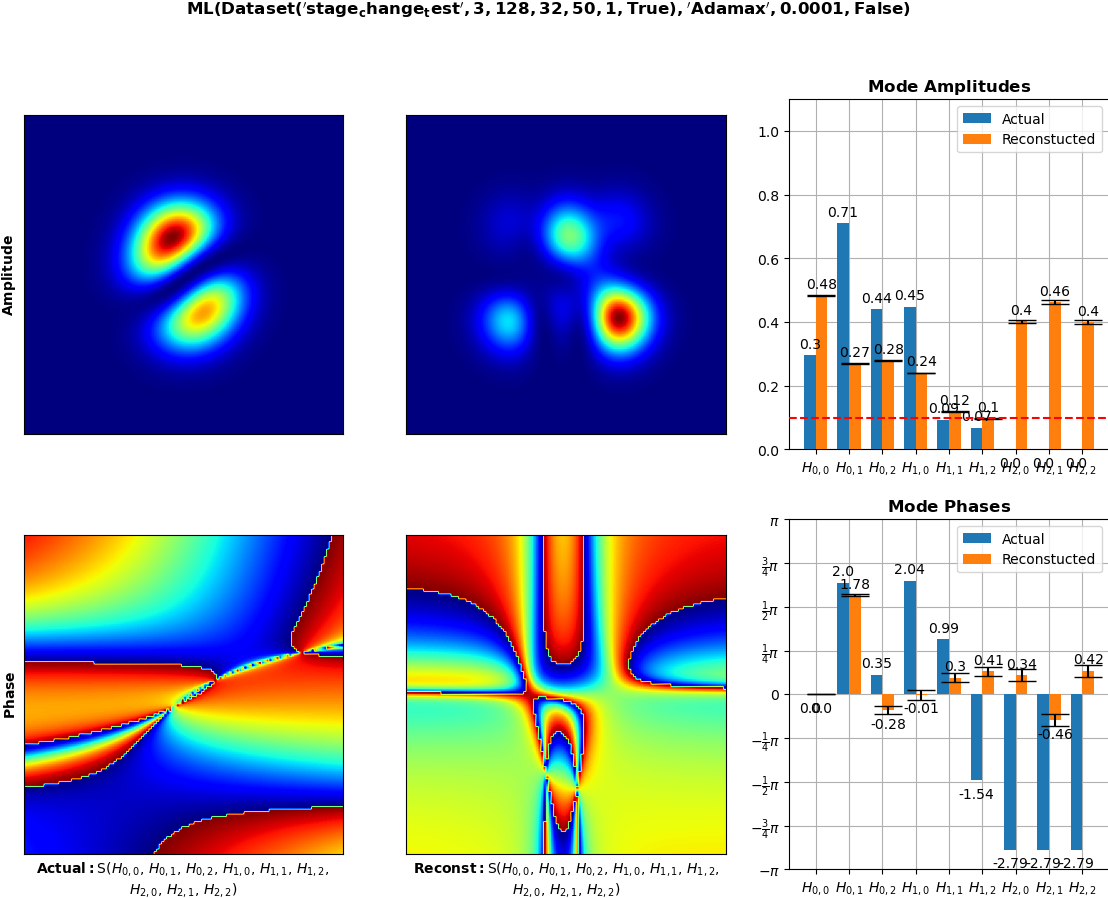 ML(Dataset('stage_change_test', 3, 128, 32, 50, 1, True), 'Adamax', 0.0001, False)
Amplitude
Mode Amplitudes
Actual
Reconstucted
1.0
0.8
0.6
0.4
0.2
0.0
0.3 0.71 0.44 0.45 0.09 0.07 0.0 0.0 0.0
0.48 0.27 0.28 0.24 0.12 0.1 0.4 0.46 0.4
H0,0 H0,1 H0,2 H1,0 H1,1 H1,2 H2,0 H2,1 H2,2
Phase
Actual: S(H0,0, H0,1, H0,2, H1,0, H1,1, H1,2,
H2,0, H2,1, H2,2)
Reconst: S(H0,0, H0,1, H0,2, H1,0, H1,1, H1,2,
H2,0, H2,1, H2,2)
Mode Phases
Actual
Reconstucted
π
3/4π
1/2π
1/4π
0
−1/4π
−1/2π
−3/4π
−π
0.0 2.0 0.35 2.04 0.99 -1.54 -2.79 -2.79 -2.79
0.0 1.78 -0.28 -0.01 0.3 0.41 0.34 -0.46 0.42
H0,0 H0,1 H0,2 H1,0 H1,1 H1,2 H2,0 H2,1 H2,2